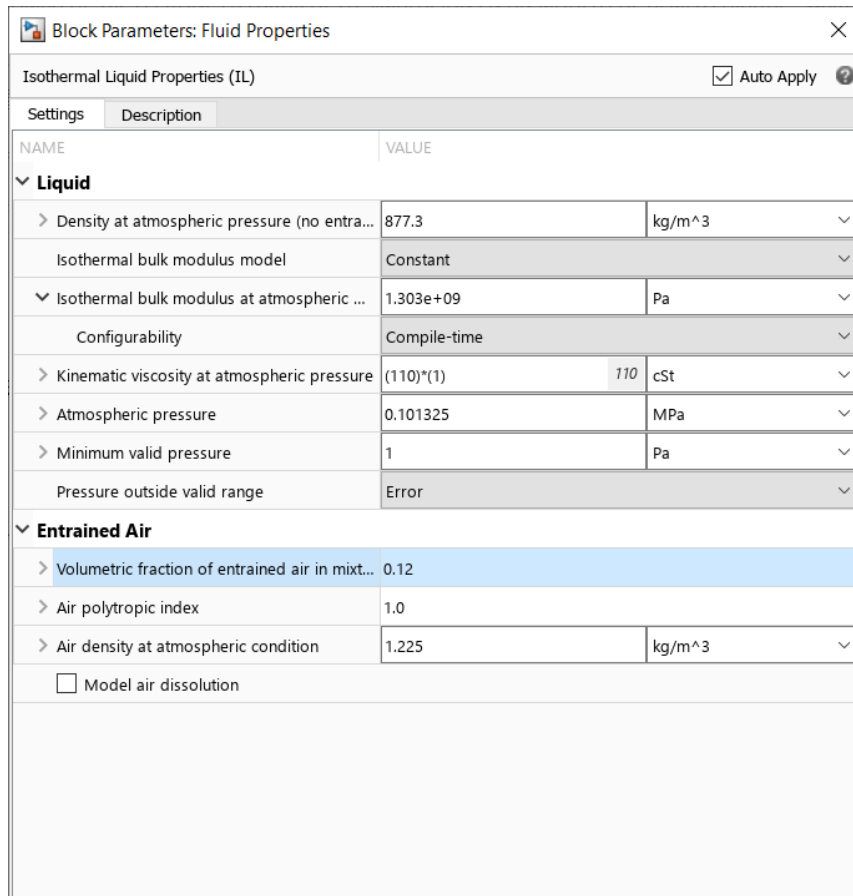 Block Parameters: Fluid Properties
Isothermal Liquid Properties (IL) Auto Apply
Settings Description
NAME VALUE
Liquid
Density at atmospheric pressure (no entra... 877.3 kg/m^3
Isothermal bulk modulus model Constant
Isothermal bulk modulus at atmospheric ... 1.303e+09 Pa
Configurability Compile-time
Kinematic viscosity at atmospheric pressure (110)*(1) 110 cSt
Atmospheric pressure 0.101325 MPa
Minimum valid pressure 1 Pa
Pressure outside valid range Error
Entrained Air
Volumetric fraction of entrained air in mixt... 0.12
Air polytropic index 1.0
Air density at atmospheric condition 1.225 kg/m^3
Model air dissolution